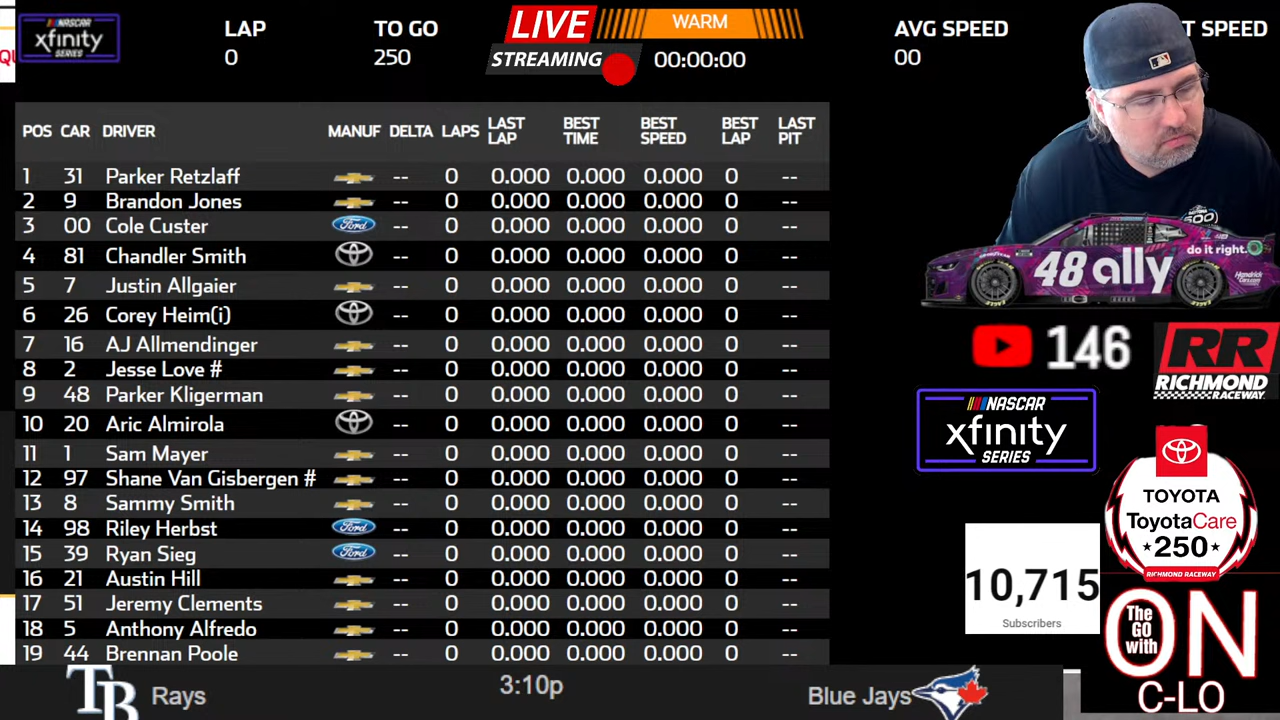 NASCAR
xfinity
SERIES
LAP
0
TO GO
250
LIVE
STREAMING
WARM
00:00:00
AVG SPEED
00
T SPEED
QU
POS CAR DRIVER MANUF DELTA LAPS LAST LAP BEST TIME BEST SPEED BEST LAP LAST PIT
1 31 Parker Retzlaff -- 0 0.000 0.000 0.000 0 --
2 9 Brandon Jones -- 0 0.000 0.000 0.000 0 --
3 00 Cole Custer Ford -- 0 0.000 0.000 0.000 0 --
4 81 Chandler Smith -- 0 0.000 0.000 0.000 0 --
5 7 Justin Allgaier -- 0 0.000 0.000 0.000 0 --
6 26 Corey Heim(i) -- 0 0.000 0.000 0.000 0 --
7 16 AJ Allmendinger -- 0 0.000 0.000 0.000 0 --
8 2 Jesse Love # -- 0 0.000 0.000 0.000 0 --
9 48 Parker Kligerman -- 0 0.000 0.000 0.000 0 --
10 20 Aric Almirola -- 0 0.000 0.000 0.000 0 --
11 1 Sam Mayer -- 0 0.000 0.000 0.000 0 --
12 97 Shane Van Gisbergen # -- 0 0.000 0.000 0.000 0 --
13 8 Sammy Smith -- 0 0.000 0.000 0.000 0 --
14 98 Riley Herbst Ford -- 0 0.000 0.000 0.000 0 --
15 39 Ryan Sieg Ford -- 0 0.000 0.000 0.000 0 --
16 21 Austin Hill -- 0 0.000 0.000 0.000 0 --
17 51 Jeremy Clements -- 0 0.000 0.000 0.000 0 --
18 5 Anthony Alfredo -- 0 0.000 0.000 0.000 0 --
19 44 Brennan Poole -- 0 0.000 0.000 0.000 0 --
DAYTONA
500
do it right.
48 ally
Hendrick
Cars.com
146
RR
RICHMOND
RACEWAY
NASCAR
xfinity
SERIES
TOYOTA
ToyotaCare
250
RICHMOND RACEWAY
10,715
Subscribers
The GO with
ON
C-LO
TB
Rays
3:10p
Blue Jays